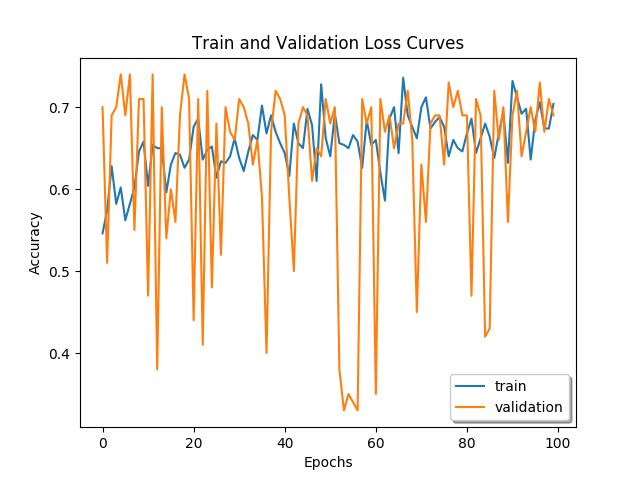 Train and Validation Loss Curves
0.7
0.6
0.5
0.4
Accuracy
train
validation
0 20 40 60 80 100
Epochs